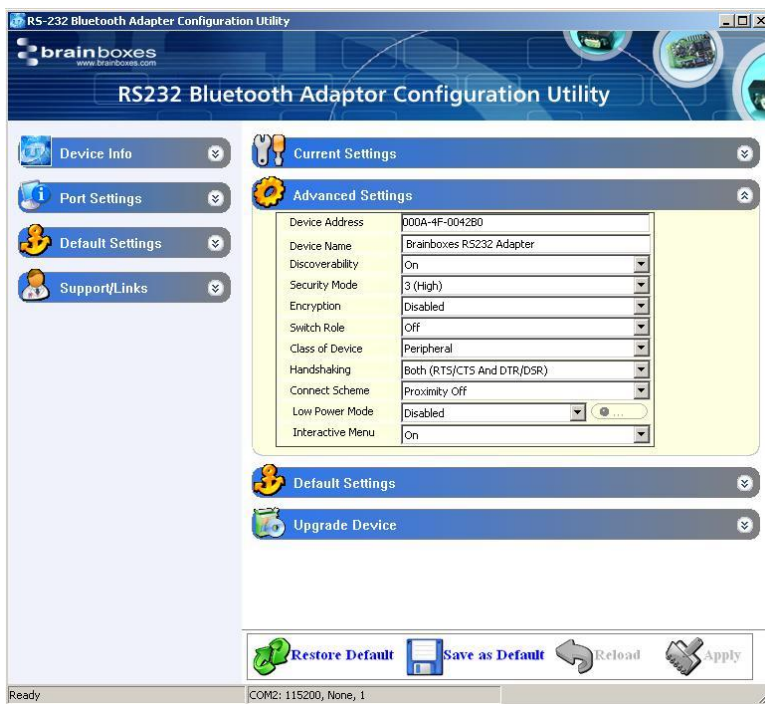 RS-232 Bluetooth Adapter Configuration Utility
brainboxes
www.brainboxes.com
RS232 Bluetooth Adaptor Configuration Utility
Device Info
Port Settings
Default Settings
Support/Links
Current Settings
Advanced Settings
Device Address 000A-4F-0042B0
Device Name Brainboxes RS232 Adapter
Discoverability On
Security Mode 3 (High)
Encryption Disabled
Switch Role Off
Class of Device Peripheral
Handshaking Both (RTS/CTS And DTR/DSR)
Connect Scheme Proximity Off
Low Power Mode Disabled ...
Interactive Menu On
Default Settings
Upgrade Device
Restore Default Save as Default Reload Apply
Ready COM2: 115200, None, 1